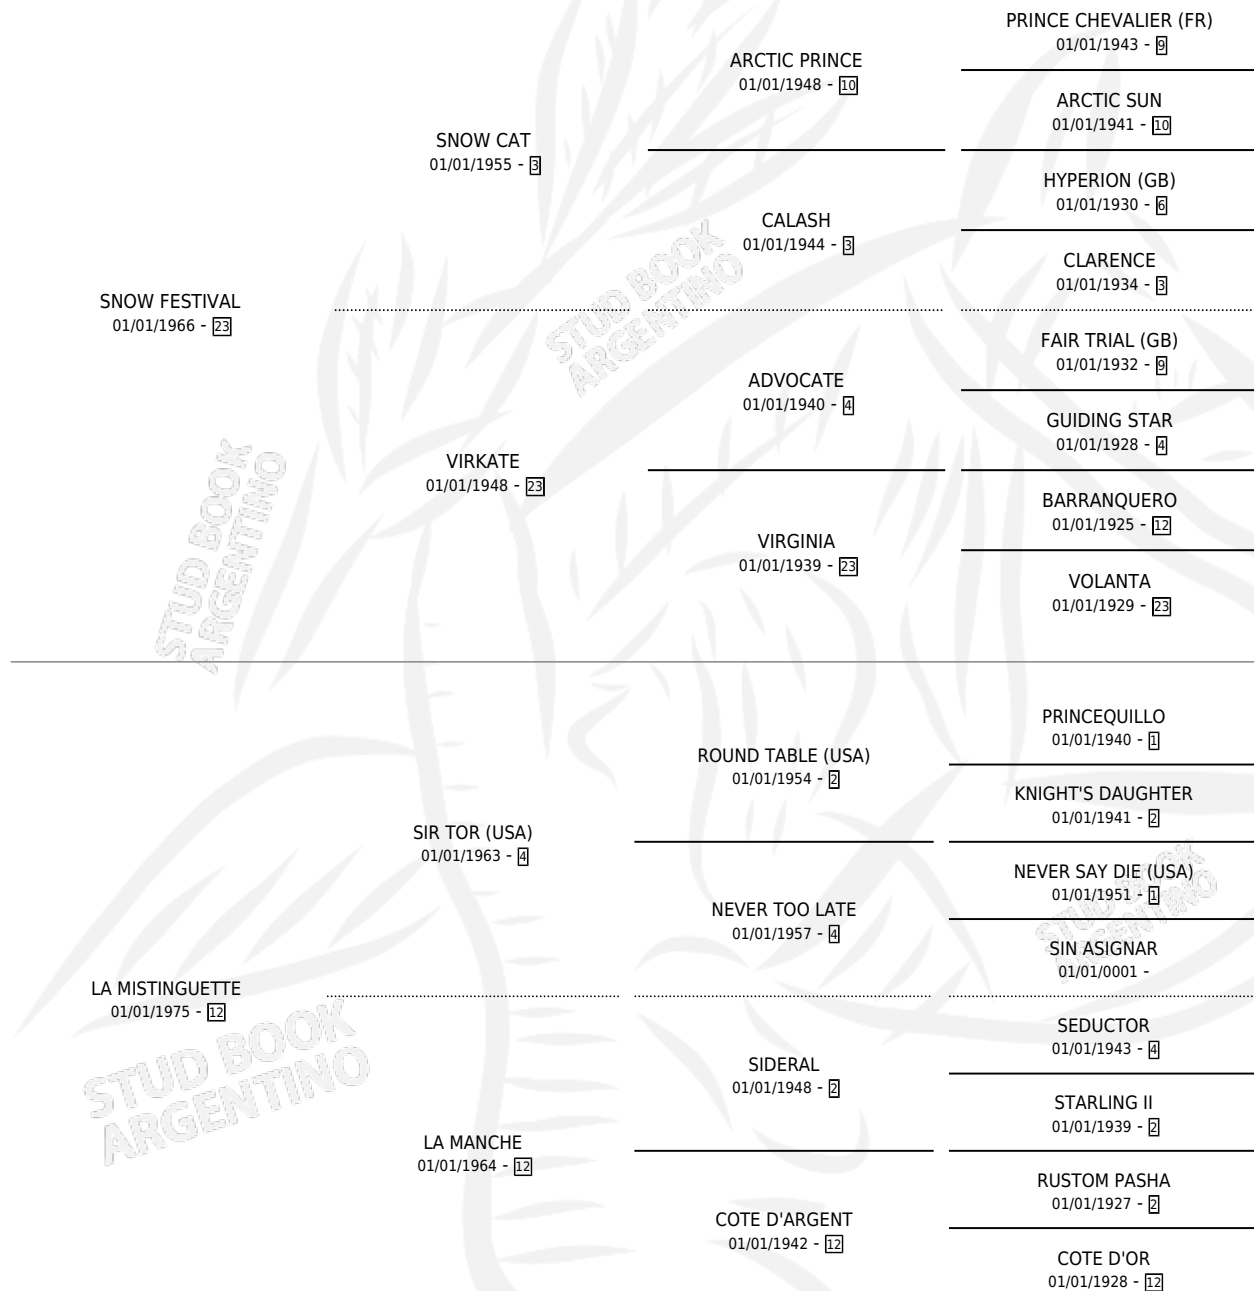 PRINCE CHEVALIER (FR)
01/01/1943 - 9
ARCTIC PRINCE
01/01/1948 - 10
ARCTIC SUN
01/01/1941 - 10
SNOW CAT
01/01/1955 - 3
HYPERION (GB)
01/01/1930 - 6
CALASH
01/01/1944 - 3
CLARENCE
01/01/1934 - 3
SNOW FESTIVAL
01/01/1966 - 23
STUD BOOK
ARGENTINO
FAIR TRIAL (GB)
01/01/1932 - 9
ADVOCATE
01/01/1940 - 4
GUIDING STAR
01/01/1928 - 4
VIRKATE
01/01/1948 - 23
BARRANQUERO
01/01/1925 - 12
VIRGINIA
01/01/1939 - 23
VOLANTA
01/01/1929 - 23
STUD BOOK
ARGENTINO
PRINCEQUILLO
01/01/1940 - 1
ROUND TABLE (USA)
01/01/1954 - 2
KNIGHT'S DAUGHTER
01/01/1941 - 2
SIR TOR (USA)
01/01/1963 - 4
NEVER SAY DIE (USA)
01/01/1951 - 1
NEVER TOO LATE
01/01/1957 - 4
STUD BOOK
ARGENTINO
SIN ASIGNAR
01/01/0001 -
LA MISTINGUETTE
01/01/1975 - 12
STUD BOOK
ARGENTINO
SEDUCTOR
01/01/1943 - 4
SIDERAL
01/01/1948 - 2
STARLING II
01/01/1939 - 2
LA MANCHE
01/01/1964 - 12
RUSTOM PASHA
01/01/1927 - 2
COTE D'ARGENT
01/01/1942 - 12
COTE D'OR
01/01/1928 - 12